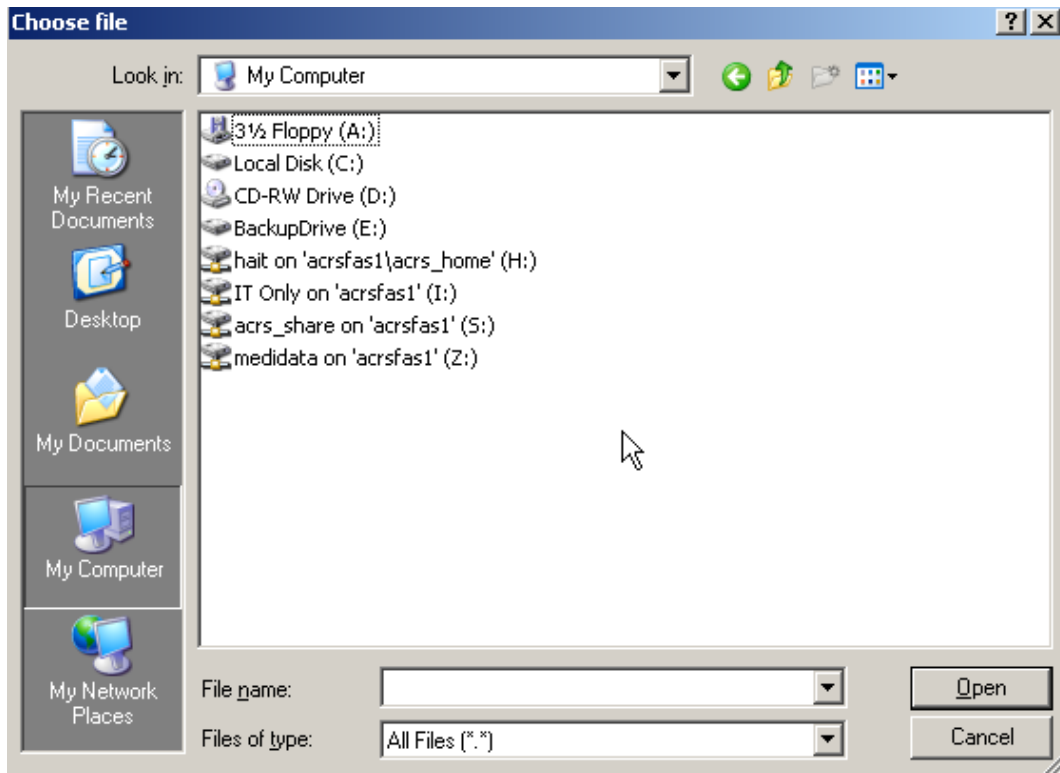 Choose file
Look in:
My Computer
My Recent
Documents
Desktop
My Documents
My Computer
My Network
Places
3½ Floppy (A:)
Local Disk (C:)
CD-RW Drive (D:)
BackupDrive (E:)
hait on 'acrsfas1\acrs_home' (H:)
IT Only on 'acrsfas1' (I:)
acrs_share on 'acrsfas1' (S:)
medidata on 'acrsfas1' (Z:)
File name:
Open
Files of type:
All Files (*.*)
Cancel